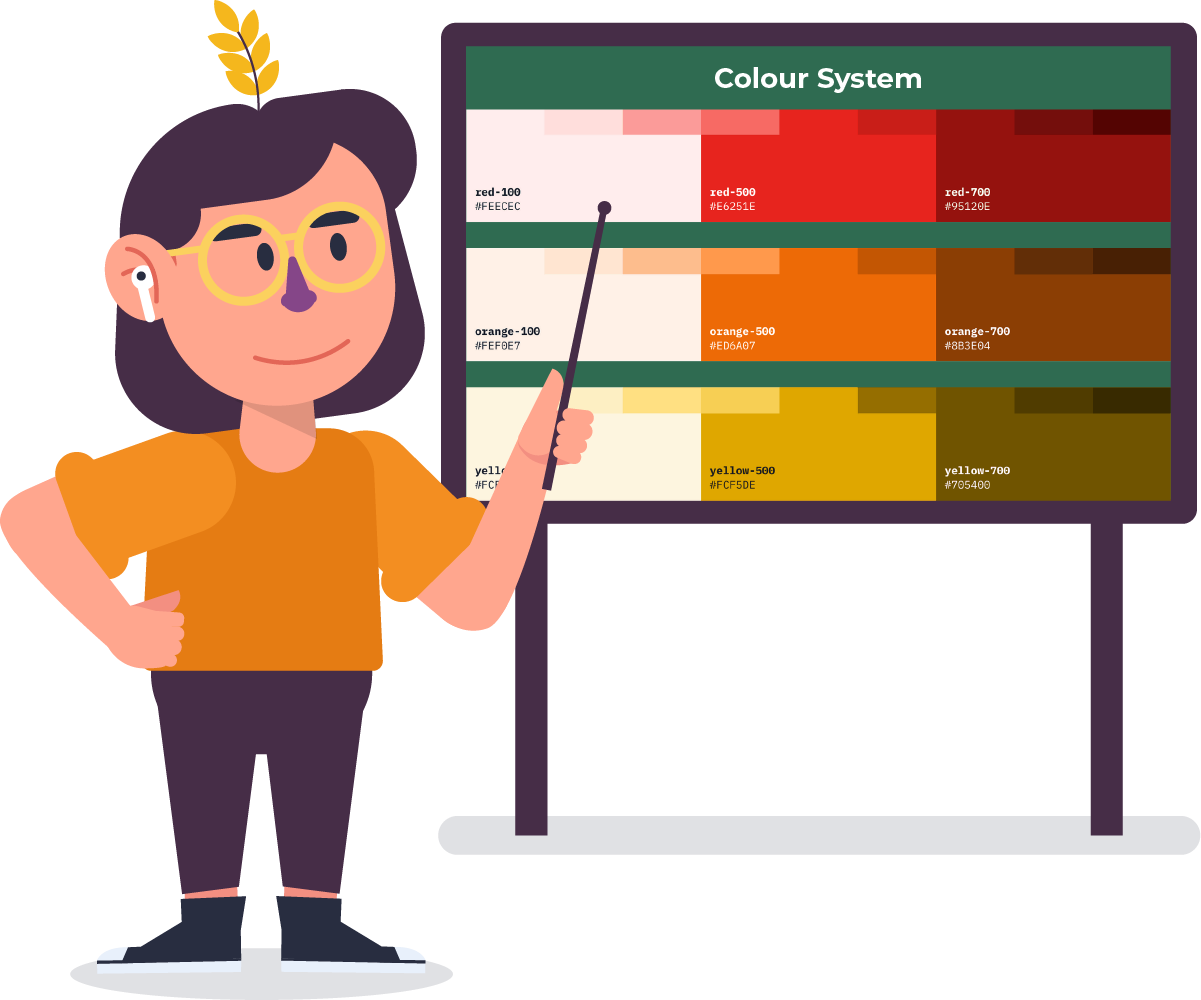 Colour System
red-100
#FEECEC
red-500
#E6251E
red-700
#95120E
orange-100
#FEF0E7
orange-500
#ED6A07
orange-700
#8B3E04
yellow-500
#FCF5DE
yellow-700
#705400